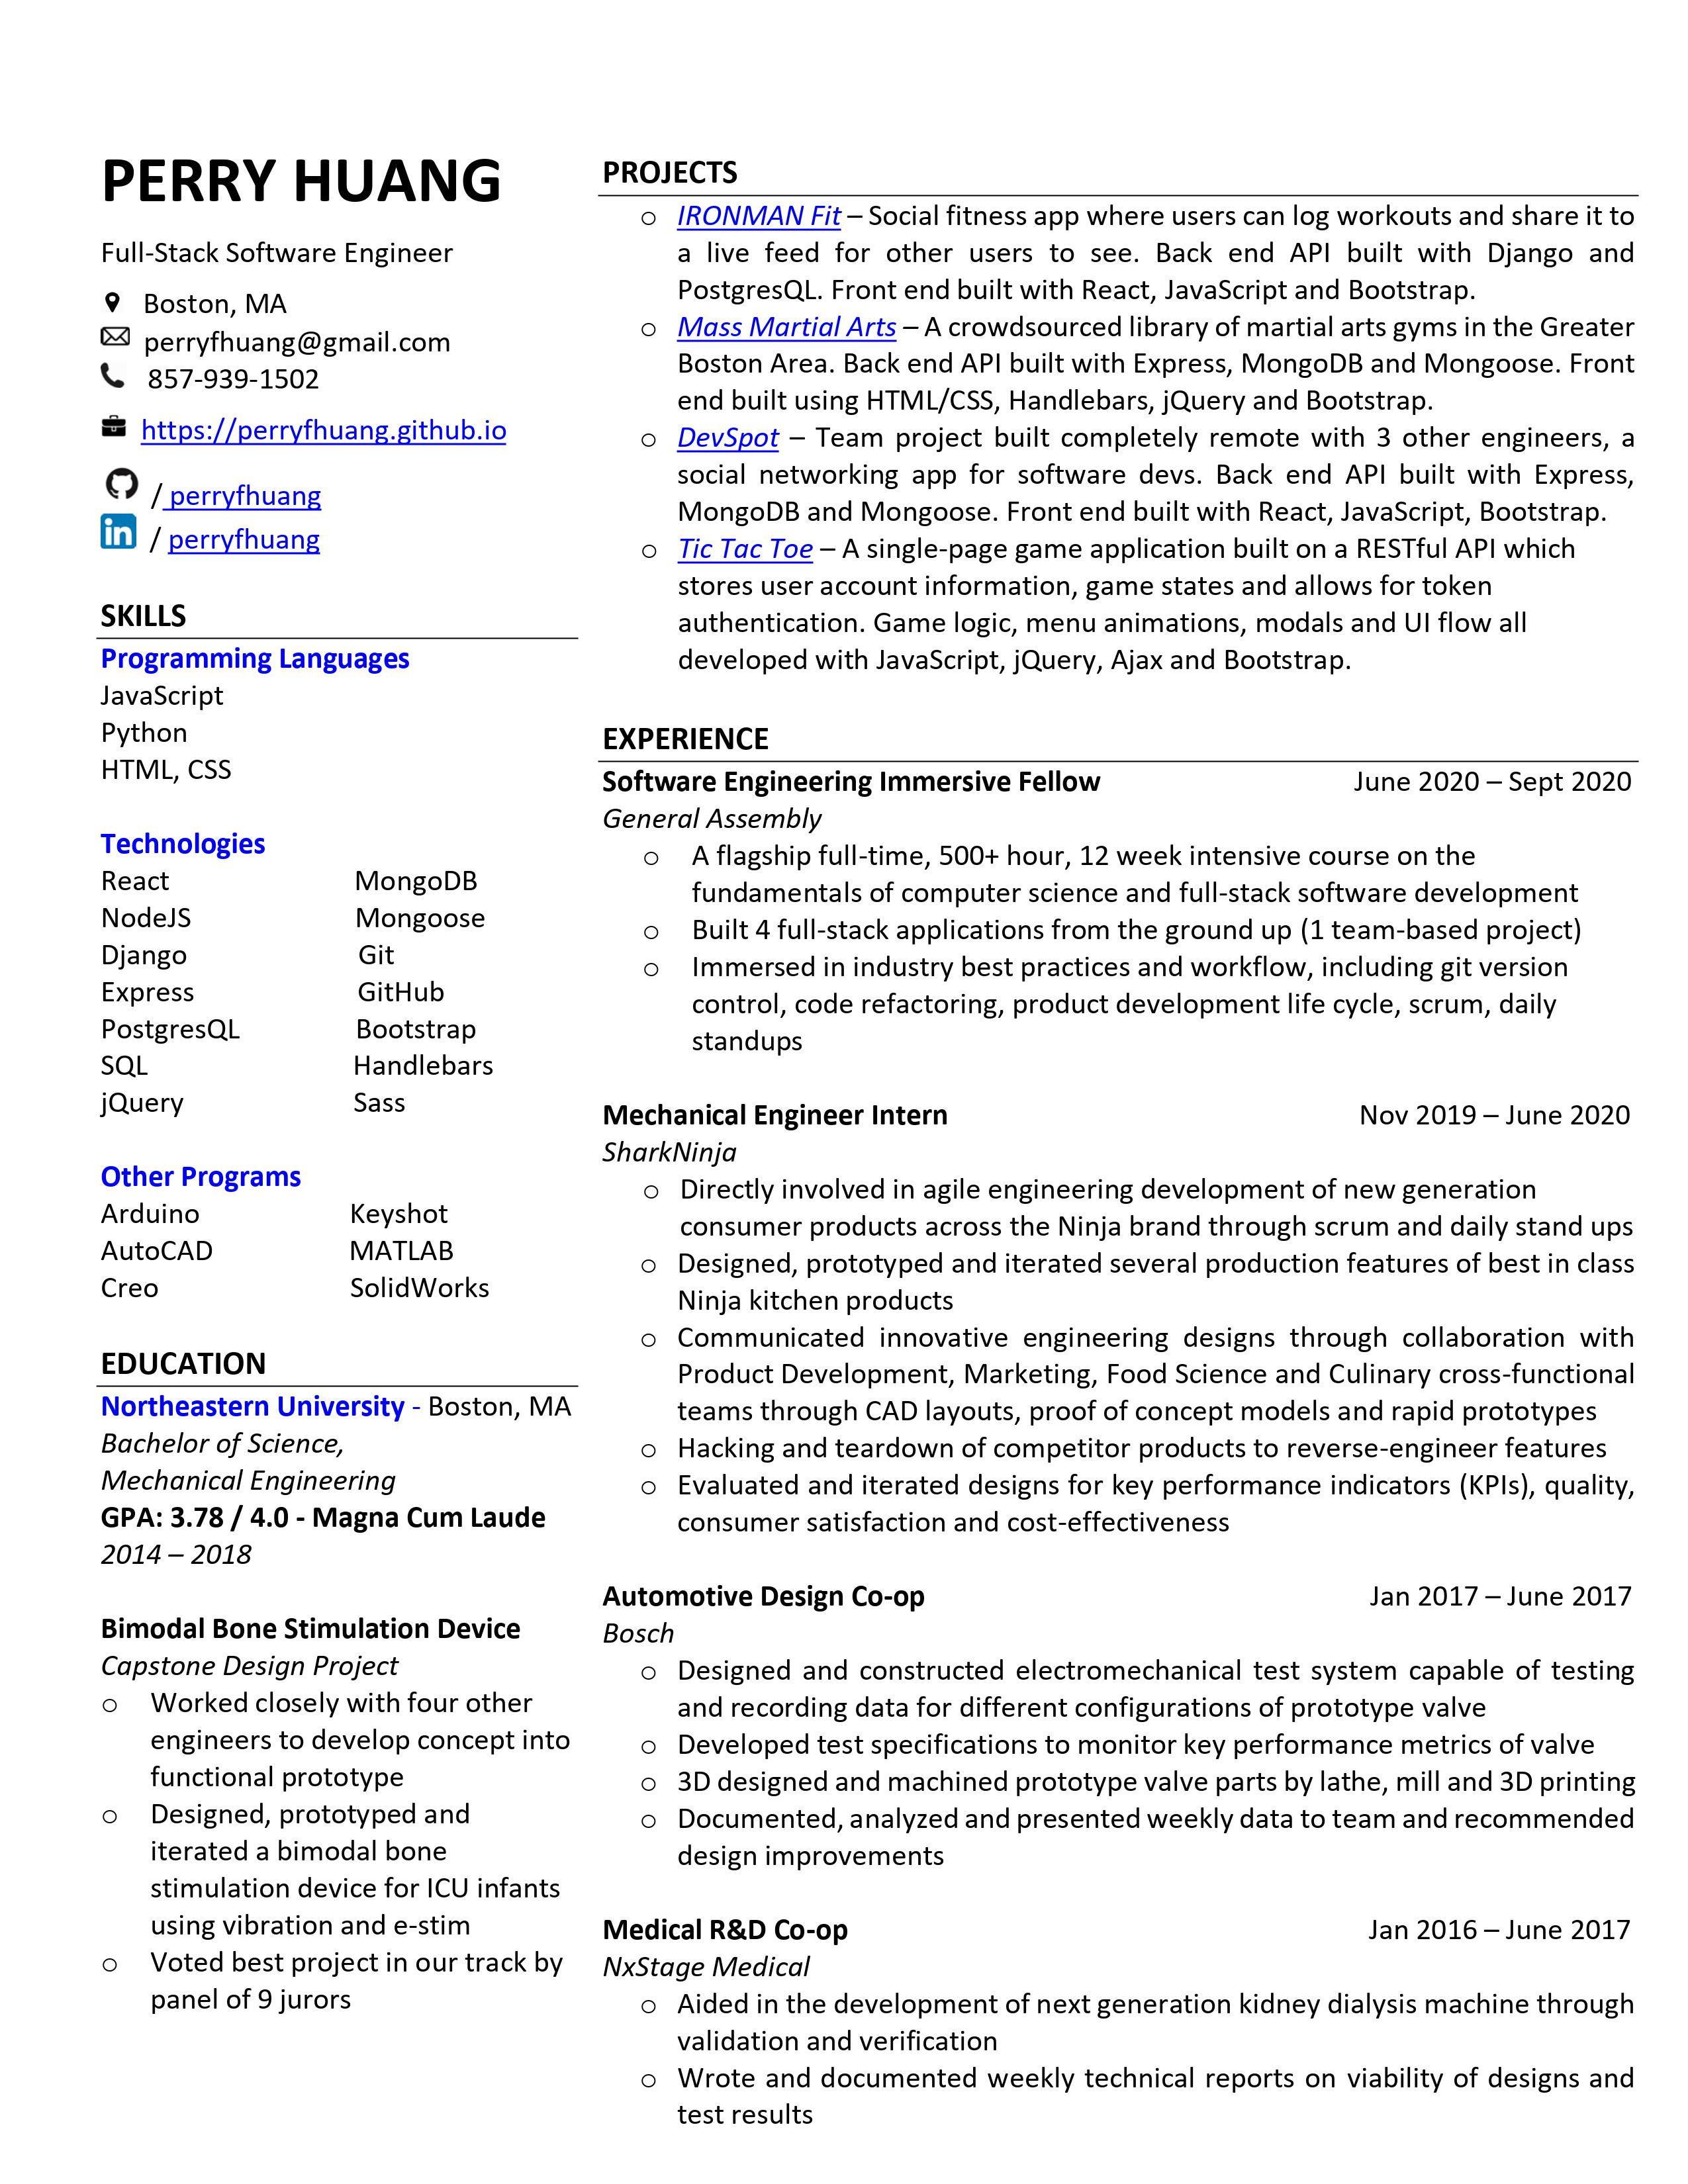 PERRY HUANG
Full-Stack Software Engineer
Boston, MA
perryfhuang@gmail.com
857-939-1502
https://perryfhuang.github.io
/ perryfhuang
in / perryfhuang
SKILLS
Programming Languages
JavaScript
Python
HTML, CSS
Technologies
React MongoDB
NodeJS Mongoose
Django Git
Express GitHub
PostgresQL Bootstrap
SQL Handlebars
jQuery Sass
Other Programs
Arduino Keyshot
AutoCAD MATLAB
Creo SolidWorks
EDUCATION
Northeastern University - Boston, MA
Bachelor of Science,
Mechanical Engineering
GPA: 3.78 / 4.0 - Magna Cum Laude
2014 – 2018
Bimodal Bone Stimulation Device
Capstone Design Project
o Worked closely with four other
engineers to develop concept into
functional prototype
o Designed, prototyped and
iterated a bimodal bone
stimulation device for ICU infants
using vibration and e-stim
o Voted best project in our track by
panel of 9 jurors
PROJECTS
o IRONMAN Fit – Social fitness app where users can log workouts and share it to
a live feed for other users to see. Back end API built with Django and
PostgresQL. Front end built with React, JavaScript and Bootstrap.
o Mass Martial Arts – A crowdsourced library of martial arts gyms in the Greater
Boston Area. Back end API built with Express, MongoDB and Mongoose. Front
end built using HTML/CSS, Handlebars, jQuery and Bootstrap.
o DevSpot – Team project built completely remote with 3 other engineers, a
social networking app for software devs. Back end API built with Express,
MongoDB and Mongoose. Front end built with React, JavaScript, Bootstrap.
o Tic Tac Toe – A single-page game application built on a RESTful API which
stores user account information, game states and allows for token
authentication. Game logic, menu animations, modals and UI flow all
developed with JavaScript, jQuery, Ajax and Bootstrap.
EXPERIENCE
Software Engineering Immersive Fellow June 2020 – Sept 2020
General Assembly
o A flagship full-time, 500+ hour, 12 week intensive course on the
fundamentals of computer science and full-stack software development
o Built 4 full-stack applications from the ground up (1 team-based project)
o Immersed in industry best practices and workflow, including git version
control, code refactoring, product development life cycle, scrum, daily
standups
Mechanical Engineer Intern Nov 2019 – June 2020
SharkNinja
o Directly involved in agile engineering development of new generation
consumer products across the Ninja brand through scrum and daily stand ups
o Designed, prototyped and iterated several production features of best in class
Ninja kitchen products
o Communicated innovative engineering designs through collaboration with
Product Development, Marketing, Food Science and Culinary cross-functional
teams through CAD layouts, proof of concept models and rapid prototypes
o Hacking and teardown of competitor products to reverse-engineer features
o Evaluated and iterated designs for key performance indicators (KPIs), quality,
consumer satisfaction and cost-effectiveness
Automotive Design Co-op Jan 2017 – June 2017
Bosch
o Designed and constructed electromechanical test system capable of testing
and recording data for different configurations of prototype valve
o Developed test specifications to monitor key performance metrics of valve
o 3D designed and machined prototype valve parts by lathe, mill and 3D printing
o Documented, analyzed and presented weekly data to team and recommended
design improvements
Medical R&D Co-op Jan 2016 – June 2017
NxStage Medical
o Aided in the development of next generation kidney dialysis machine through
validation and verification
o Wrote and documented weekly technical reports on viability of designs and
test results